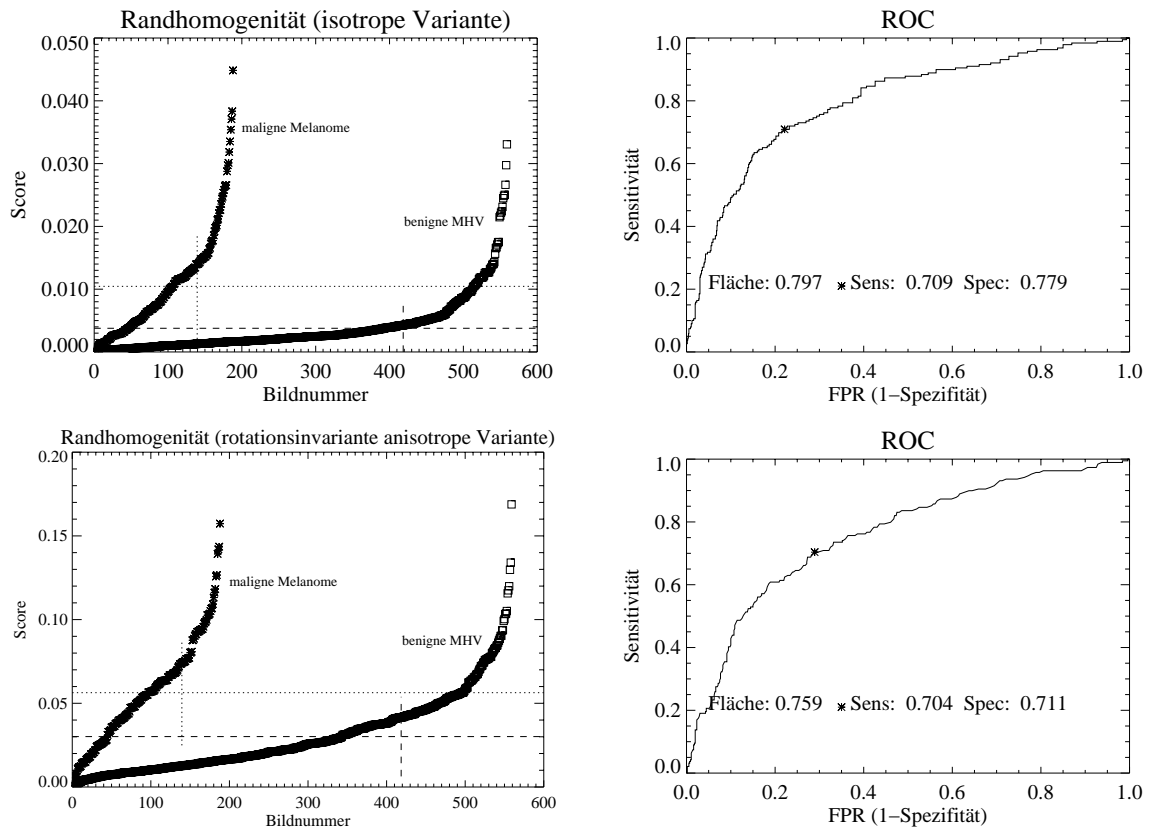 Randhomogenität (isotrope Variante)
0.050
0.040
0.030
0.020
0.010
0.000
Score
maligne Melanome
benigne MHV
0 100 200 300 400 500 600
Bildnummer
ROC
1.0
0.8
0.6
0.4
0.2
0.0
Sensitivität
Fläche: 0.797 Sens: 0.709 Spec: 0.779
0.0 0.2 0.4 0.6 0.8 1.0
FPR (1−Spezifität)
Randhomogenität (rotationsinvariante anisotrope Variante)
0.20
0.15
0.10
0.05
0.00
Score
maligne Melanome
benigne MHV
0 100 200 300 400 500 600
Bildnummer
ROC
1.0
0.8
0.6
0.4
0.2
0.0
Sensitivität
Fläche: 0.759 Sens: 0.704 Spec: 0.711
0.0 0.2 0.4 0.6 0.8 1.0
FPR (1−Spezifität)